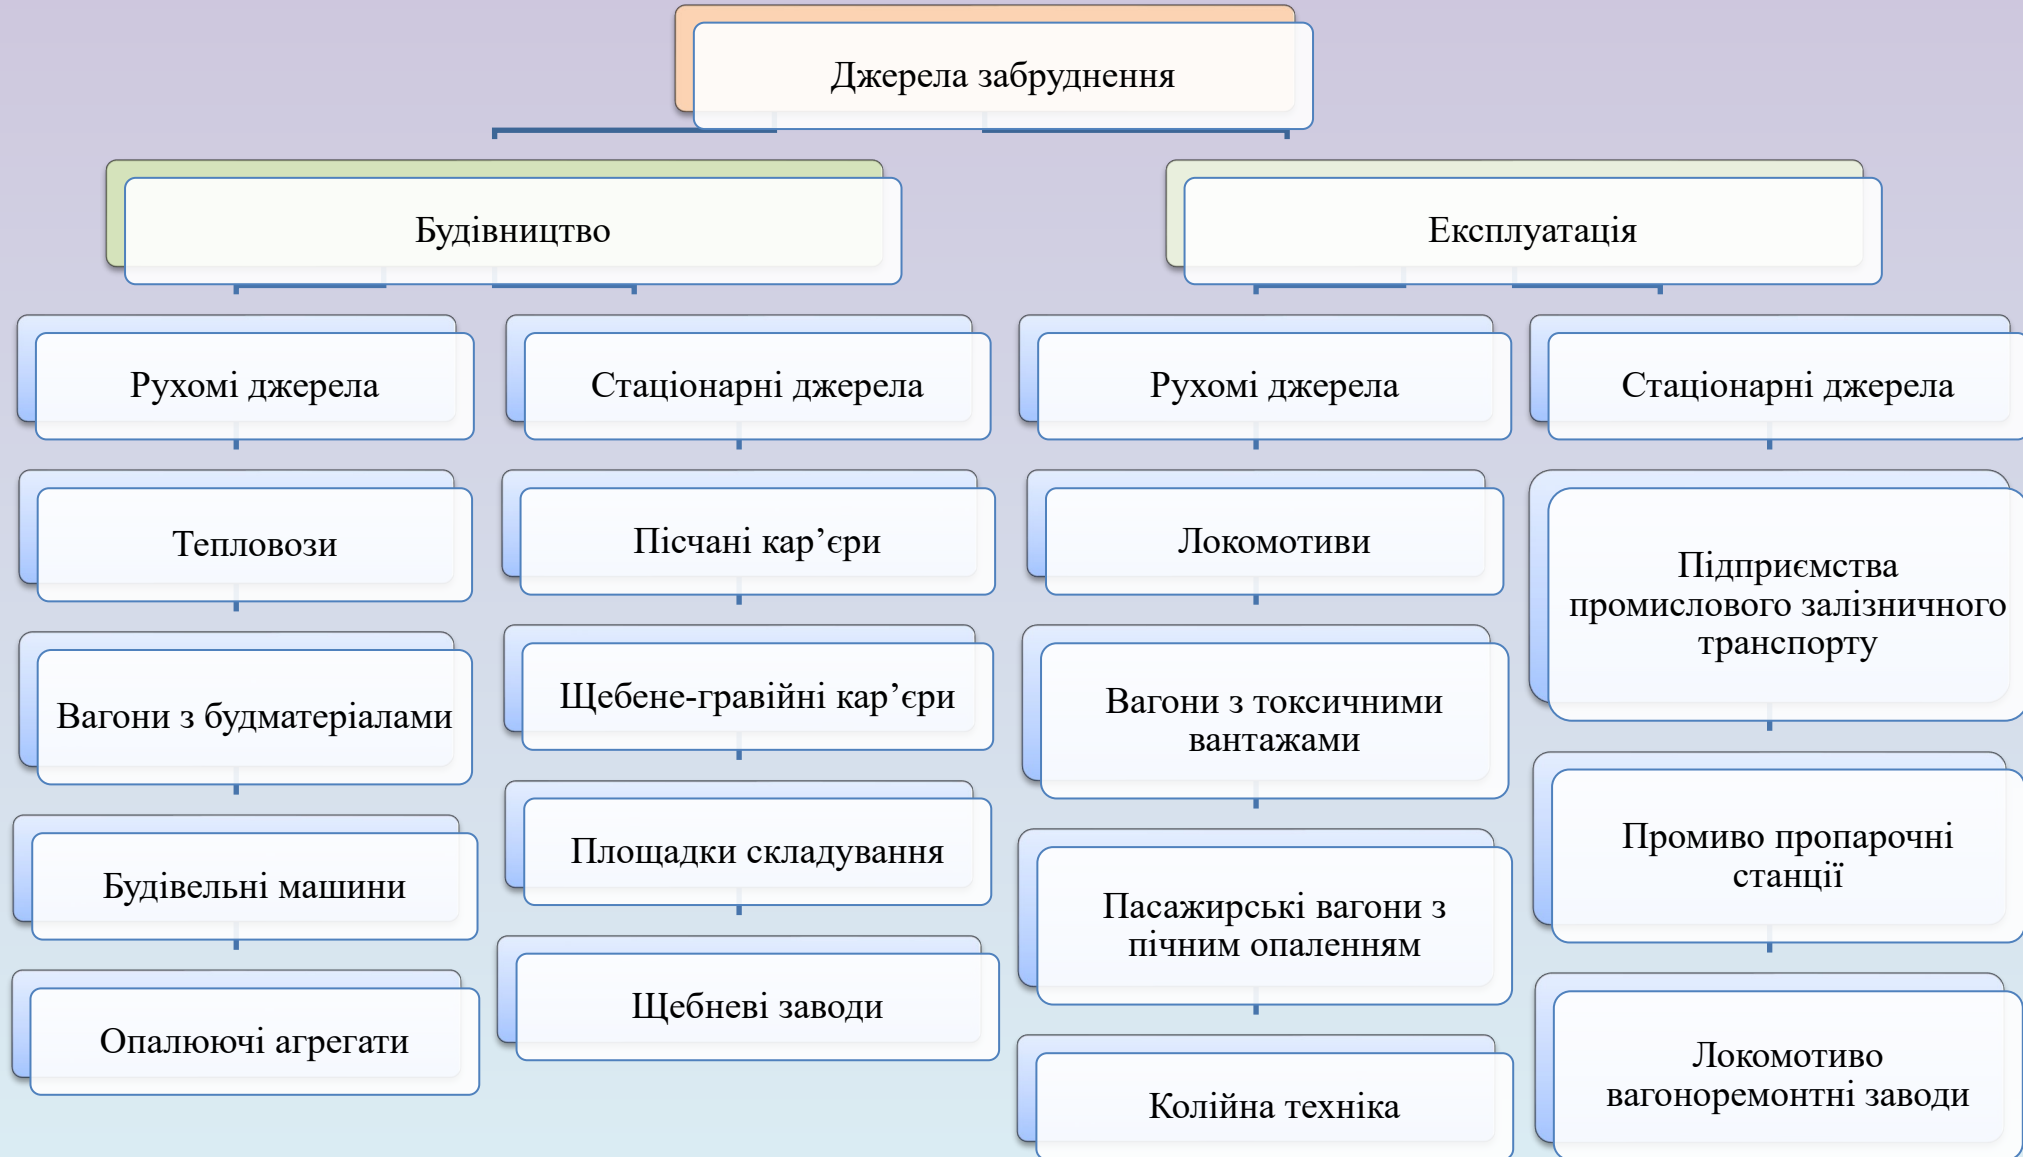 Джерела забруднення
Будівництво
Експлуатація
Рухомі джерела
Стаціонарні джерела
Рухомі джерела
Стаціонарні джерела
Тепловози
Вагони з будматеріалами
Будівельні машини
Опалюючі агрегати
Пісчані кар’єри
Щебене-гравійні кар’єри
Площадки складування
Щебневі заводи
Локомотиви
Вагони з токсичними
вантажами
Пасажирські вагони з
пічним опаленням
Колійна техніка
Підприємства
промислового залізничного
транспорту
Промиво пропарочні
станції
Локомотиво
вагоноремонтні заводи